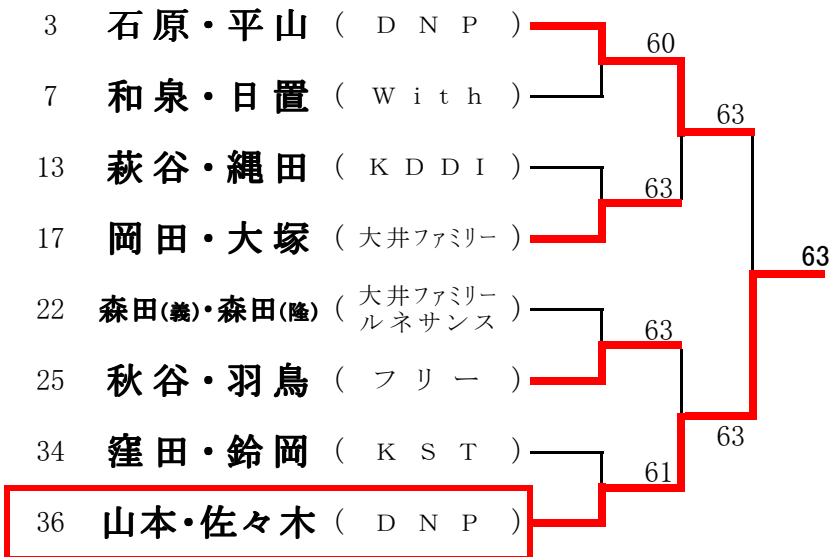 3 石原・平山 ( DNP )
60
7 和泉・日置 ( With )
63
13 萩谷・縄田 ( KDDI )
63
17 岡田・大塚 ( 大井ファミリー )
63
22 森田(義)・森田(隆) ( 大井ファミリー
ルネサンス )
63
25 秋谷・羽鳥 ( フリー )
63
34 窪田・鈴岡 ( KST )
61
36 山本・佐々木 ( DNP )